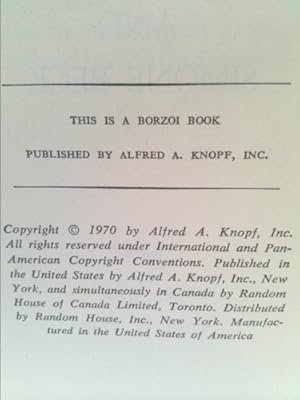 THIS IS A BORZOI BOOK
PUBLISHED BY ALFRED A. KNOPF, INC.
Copyright © 1970 by Alfred A. Knopf, Inc.
All rights reserved under International and Pan-
American Copyright Conventions. Published in
the United States by Alfred A. Knopf, Inc., New
York, and simultaneously in Canada by Random
House of Canada Limited, Toronto. Distributed
by Random House, Inc., New York. Manufac-
tured in the United States of America